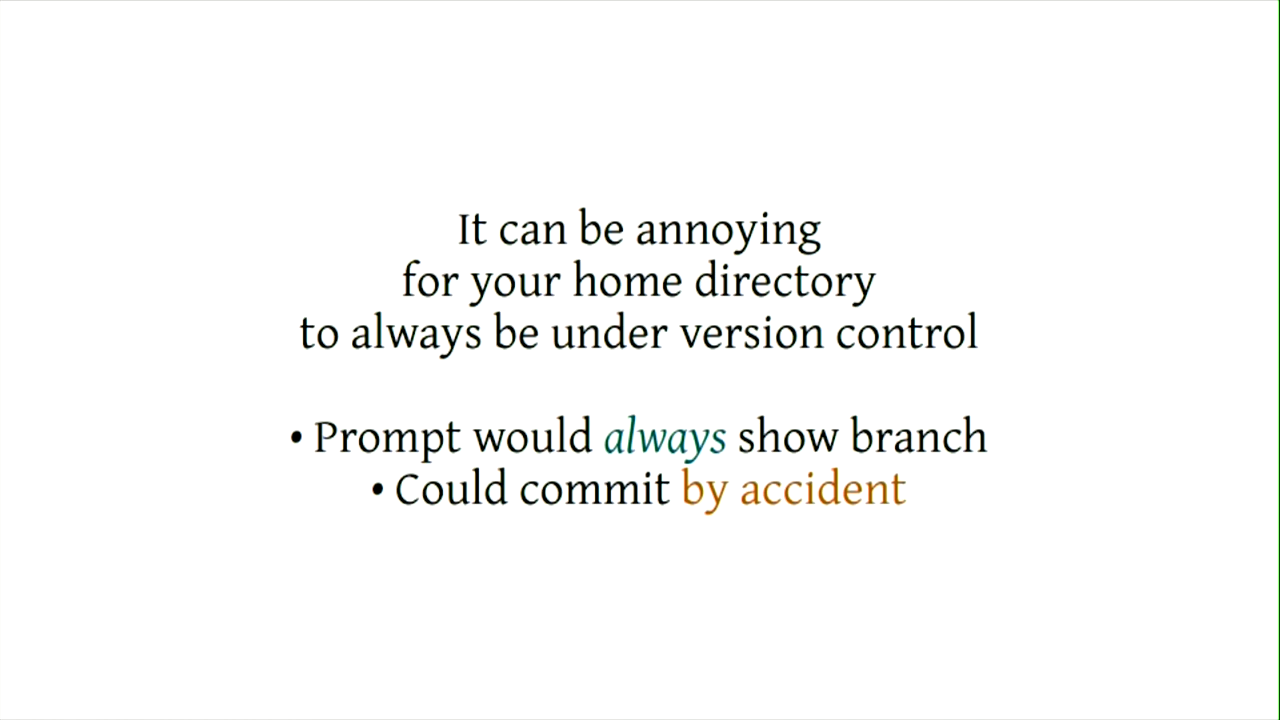 It can be annoying
for your home directory
to always be under version control
• Prompt would always show branch
• Could commit by accident